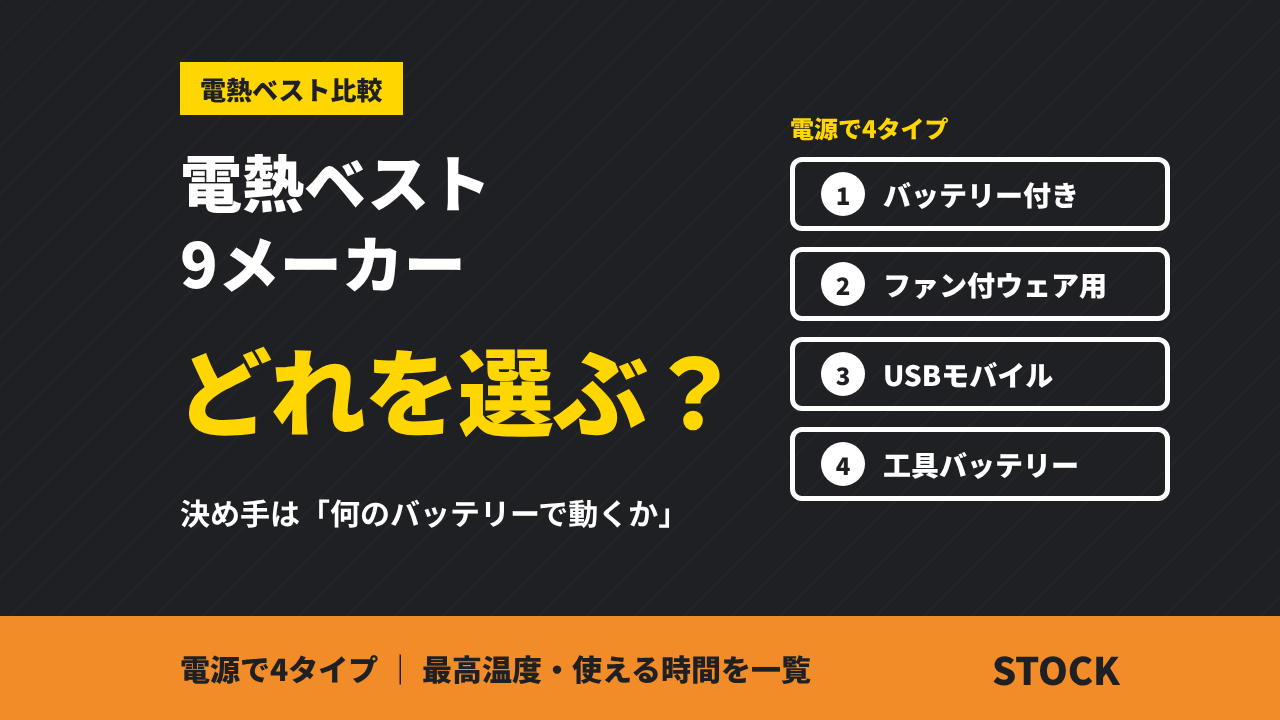 電熱ベスト比較
電熱ベスト
9メーカー
どれを選ぶ？
決め手は「何のバッテリーで動くか」
電源で4タイプ
1 バッテリー付き
2 ファン付ウェア用
3 USBモバイル
4 工具バッテリー
電源で4タイプ｜最高温度・使える時間を一覧
STOCK